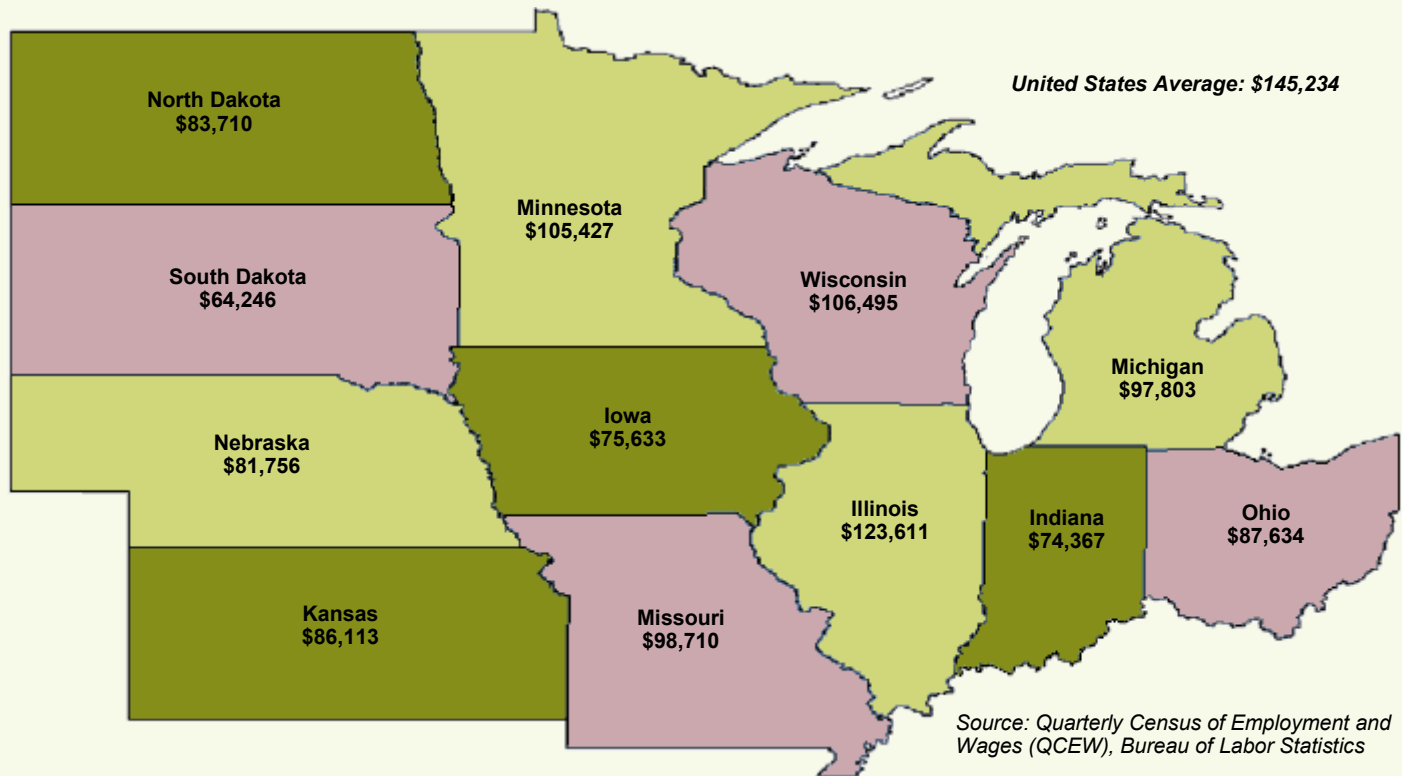 United States Average: $145,234
North Dakota
$83,710
Minnesota
$105,427
South Dakota
$64,246
Wisconsin
$106,495
Michigan
$97,803
Iowa
$75,633
Nebraska
$81,756
Illinois
$123,611
Indiana
$74,367
Ohio
$87,634
Kansas
$86,113
Missouri
$98,710
Source: Quarterly Census of Employment and
Wages (QCEW), Bureau of Labor Statistics